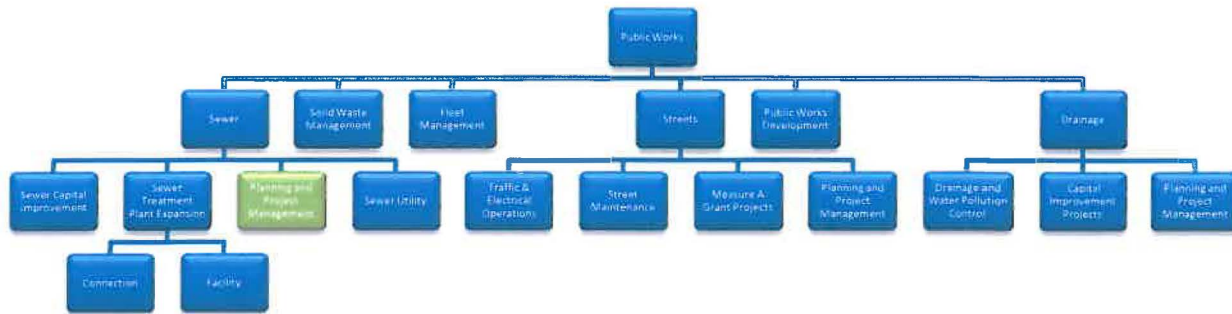 Public Works
Sewer
Solid Waste
Management
Fleet
Management
Streets
Public Works
Development
Drainage
Sewer Capital
Improvement
Sewer
Treatment
Plant Expansion
Planning and
Project
Management
Sewer Utility
Traffic &
Electrical
Operations
Street
Maintenance
Measure A
Grant Projects
Planning and
Project
Management
Drainage and
Water Pollution
Control
Capital
Improvement
Projects
Planning and
Project
Management
Connection
Facility